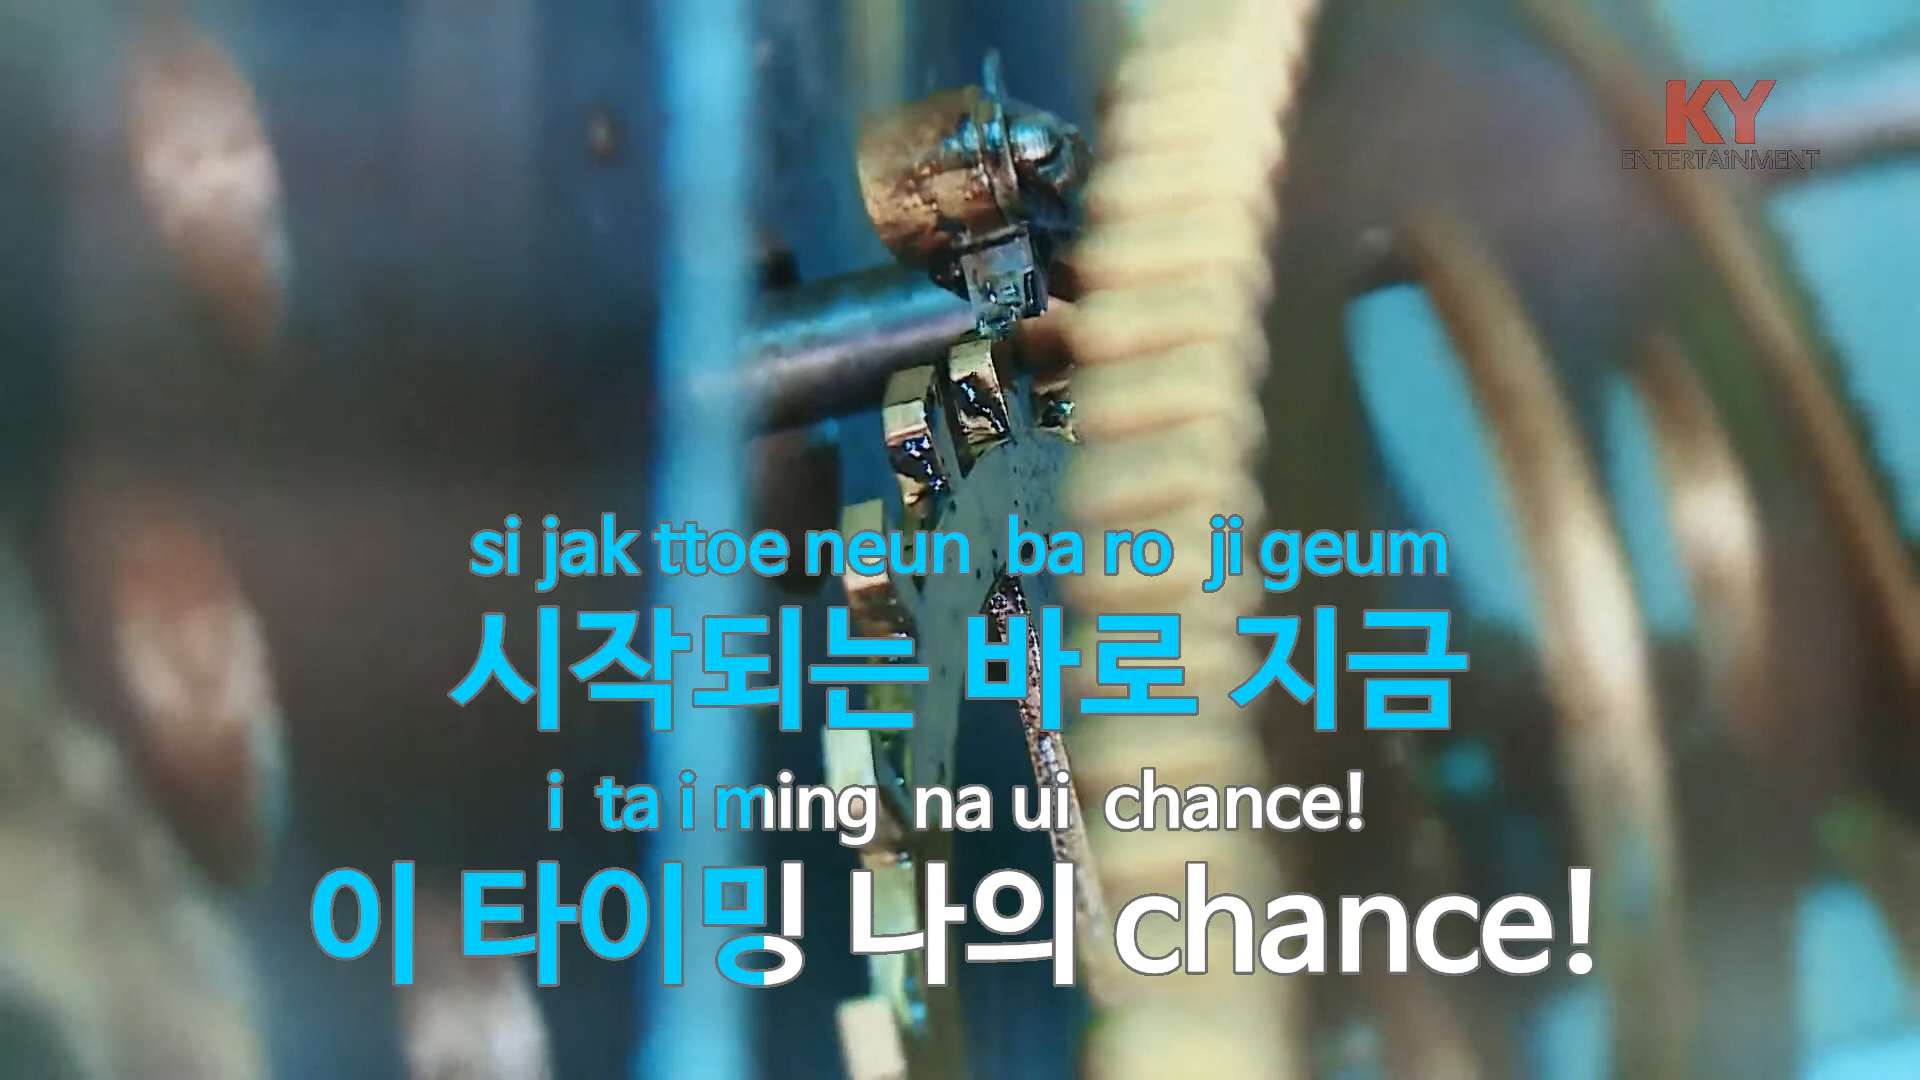 KY
ENTERTAiNMENT
si jak ttoe neun ba ro ji geum
시작되는 바로 지금
i ta i ming na ui chance!
이 타이밍 나의 chance!